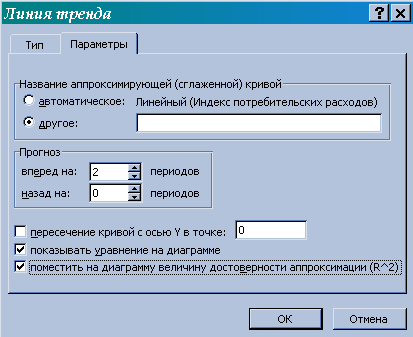 Линия тренда
Тип
Параметры
Название аппроксимирующей (сглаженной) кривой
автоматическое: Линейный (Индекс потребительских расходов)
другое:
Прогноз
вперед на: 2 периодов
назад на: 0 периодов
пересечение кривой с осью Y в точке: 0
показывать уравнение на диаграмме
поместить на диаграмму величину достоверности аппроксимации (R^2)
ОК
Отмена